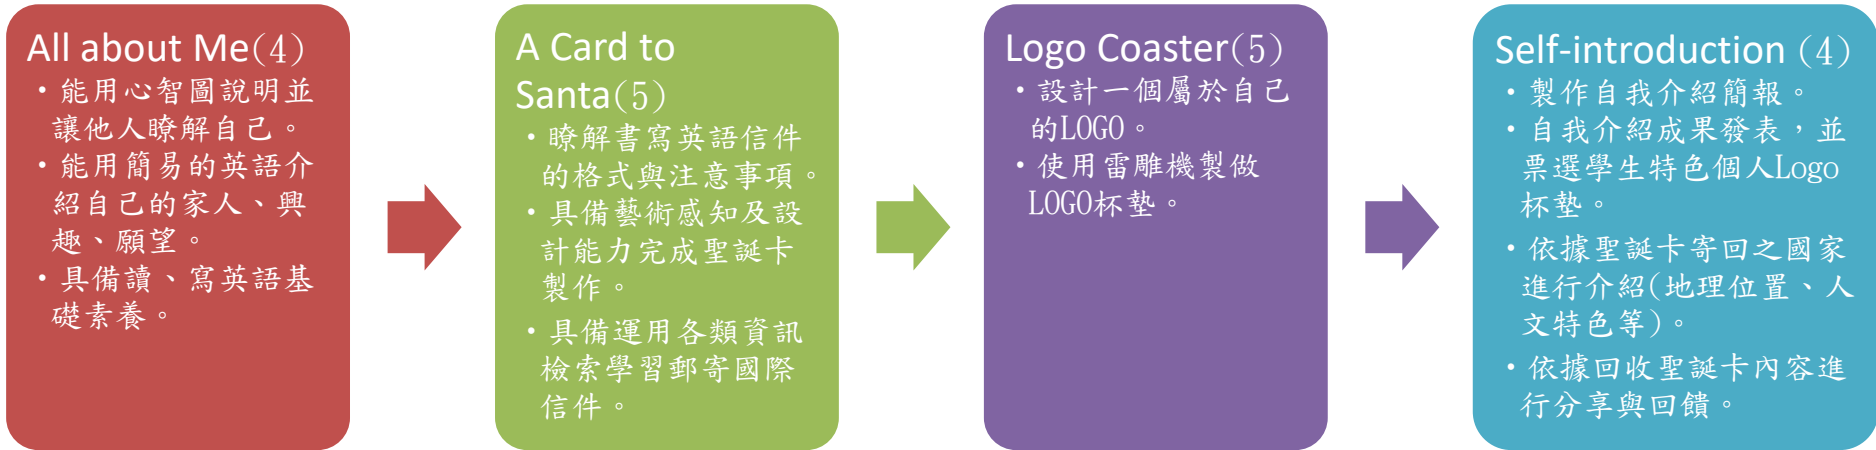 All about Me(4)
・能用心智圖說明並
讓他人瞭解自己。
・能用簡易的英語介
紹自己的家人、興
趣、願望。
・具備讀、寫英語基
礎素養。
A Card to
Santa(5)
・瞭解書寫英語信件
的格式與注意事項。
・具備藝術感知及設
計能力完成聖誕卡
製作。
・具備運用各類資訊
檢索學習郵寄國際
信件。
Logo Coaster(5)
・設計一個屬於自己
的LOGO。
・使用雷雕機製做
LOGO杯墊。
Self-introduction (4)
・製作自我介紹簡報。
・自我介紹成果發表，並
票選學生特色個人Logo
杯墊。
・依據聖誕卡寄回之國家
進行介紹(地理位置、人
文特色等)。
・依據回收聖誕卡內容進
行分享與回饋。